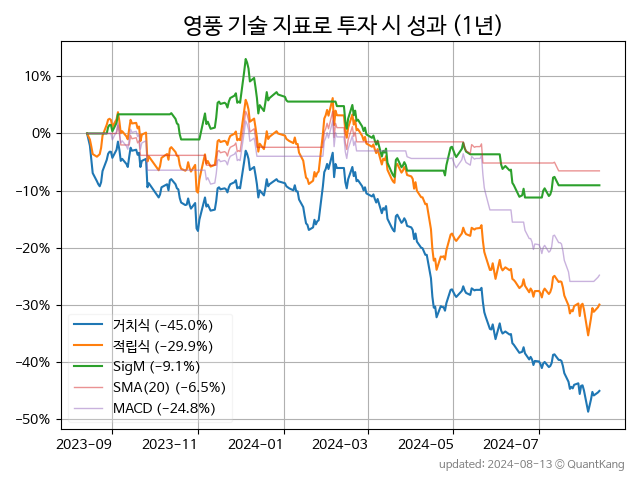 영풍 기술 지표로 투자 시 성과 (1년)
10%
0%
−10%
−20%
−30%
−40%
−50%
거치식 (−45.0%)
적립식 (−29.9%)
SigM (−9.1%)
SMA(20) (−6.5%)
MACD (−24.8%)
2023-09 2023-11 2024-01 2024-03 2024-05 2024-07
updated: 2024-08-13 © QuantKang